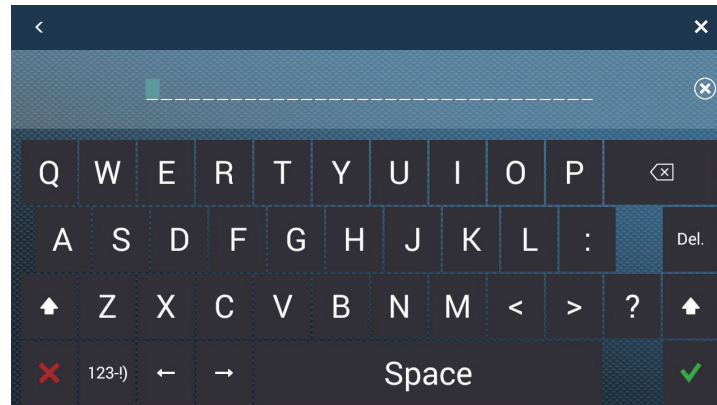 Q W E R T Y U I O P
A S D F G H J K L : Del.
Z X C V B N M < > ?
123-!) ← → Space